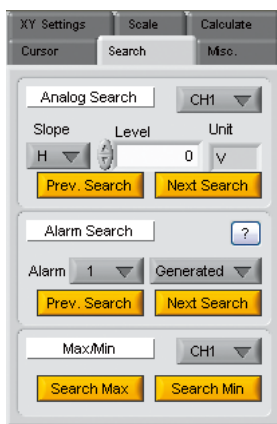 XY Settings Scale Calculate
Cursor Search Misc.
Analog Search CH1
Slope Level Unit
H 0 V
Prev. Search Next Search
Alarm Search ?
Alarm 1 Generated
Prev. Search Next Search
Max/Min CH1
Search Max Search Min